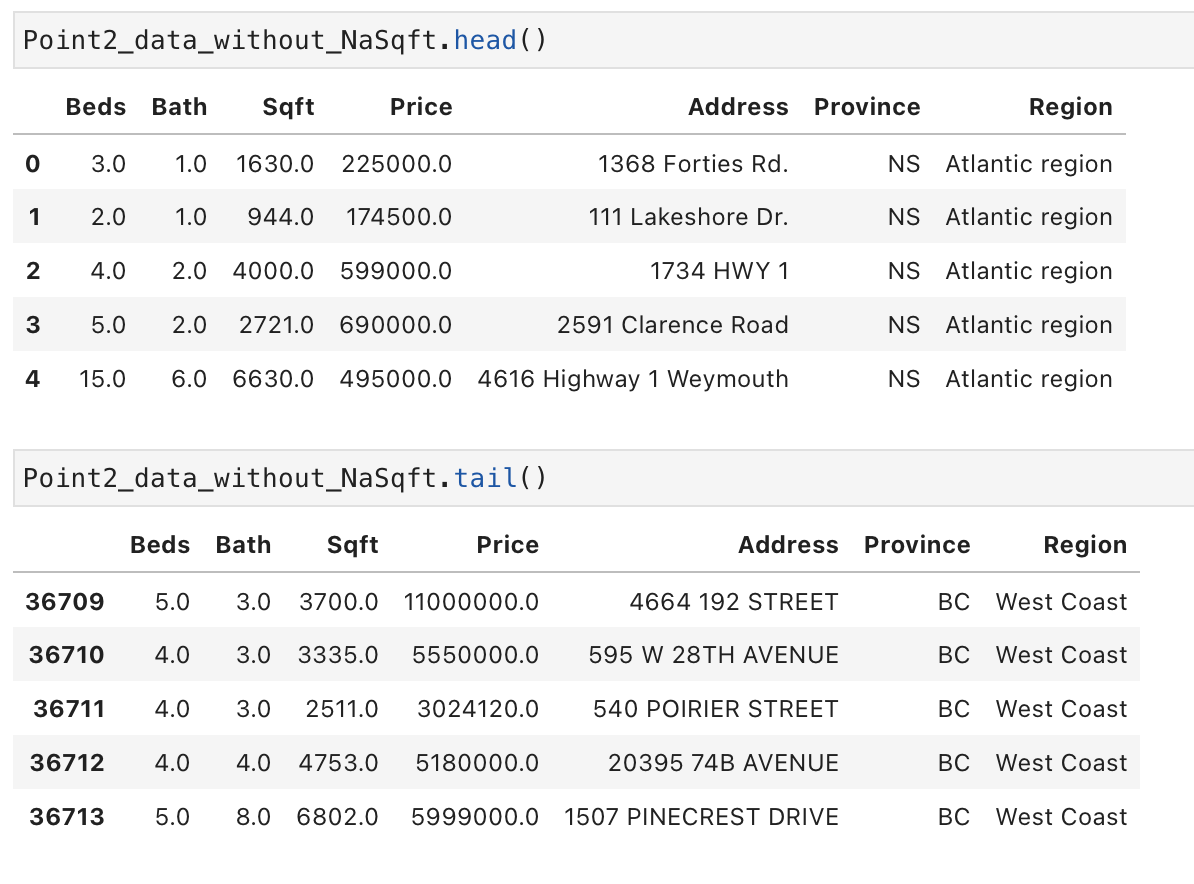 Point2_data_without_NaSqft.head()
Beds Bath Sqft Price Address Province Region
0 3.0 1.0 1630.0 225000.0 1368 Forties Rd. NS Atlantic region
1 2.0 1.0 944.0 174500.0 111 Lakeshore Dr. NS Atlantic region
2 4.0 2.0 4000.0 599000.0 1734 HWY 1 NS Atlantic region
3 5.0 2.0 2721.0 690000.0 2591 Clarence Road NS Atlantic region
4 15.0 6.0 6630.0 495000.0 4616 Highway 1 Weymouth NS Atlantic region
Point2_data_without_NaSqft.tail()
Beds Bath Sqft Price Address Province Region
36709 5.0 3.0 3700.0 11000000.0 4664 192 STREET BC West Coast
36710 4.0 3.0 3335.0 5550000.0 595 W 28TH AVENUE BC West Coast
36711 4.0 3.0 2511.0 3024120.0 540 POIRIER STREET BC West Coast
36712 4.0 4.0 4753.0 5180000.0 20395 74B AVENUE BC West Coast
36713 5.0 8.0 6802.0 5999000.0 1507 PINECREST DRIVE BC West Coast